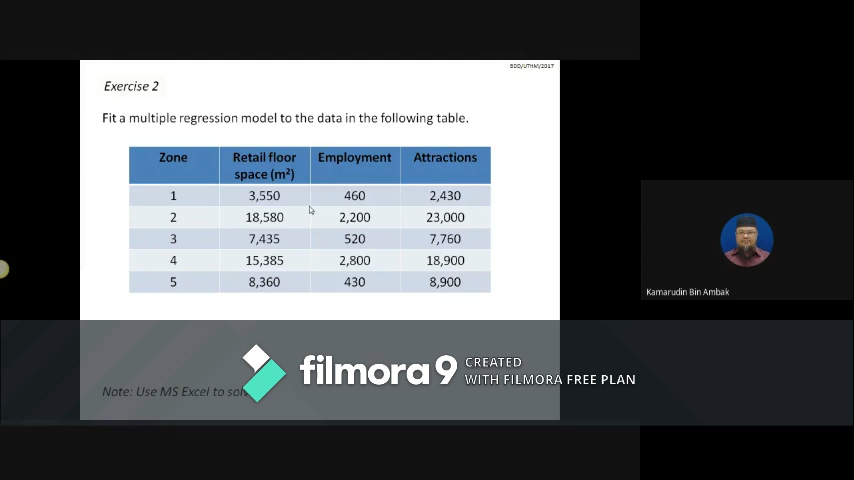 BDD/UTHM/2017
Exercise 2
Fit a multiple regression model to the data in the following table.
Zone Retail floor space (m²) Employment Attractions
1 3,550 460 2,430
2 18,580 2,200 23,000
3 7,435 520 7,760
4 15,385 2,800 18,900
5 8,360 430 8,900
Kamarudin Bin Ambak
filmora9 CREATED
WITH FILMORA FREE PLAN
Note: Use MS Excel to